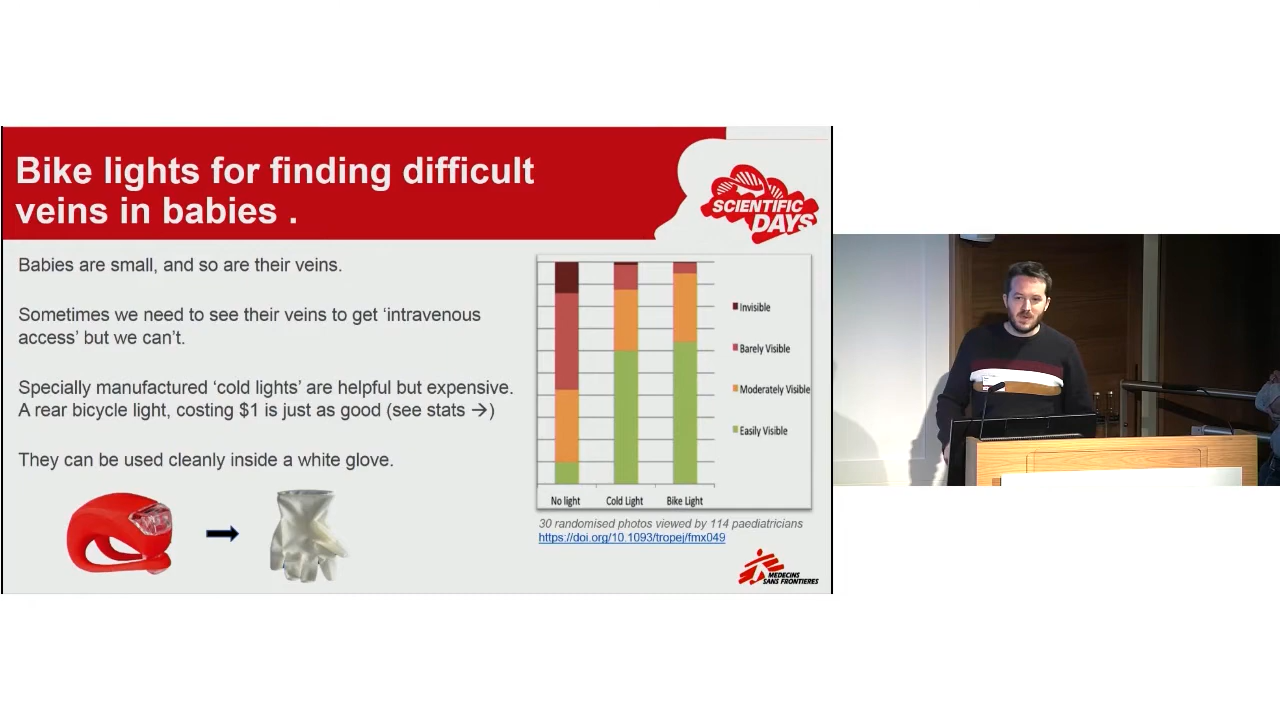 Bike lights for finding difficult
veins in babies .
SCIENTIFIC
DAYS
Babies are small, and so are their veins.
Sometimes we need to see their veins to get ‘intravenous
access’ but we can’t.
Specially manufactured ‘cold lights’ are helpful but expensive.
A rear bicycle light, costing $1 is just as good (see stats →)
They can be used cleanly inside a white glove.
Invisible
Barely Visible
Moderately Visible
Easily Visible
No light
Cold Light
Bike Light
30 randomised photos viewed by 114 paediatricians
https://doi.org/10.1093/tropej/fmx049
MEDECINS
SANS FRONTIERES